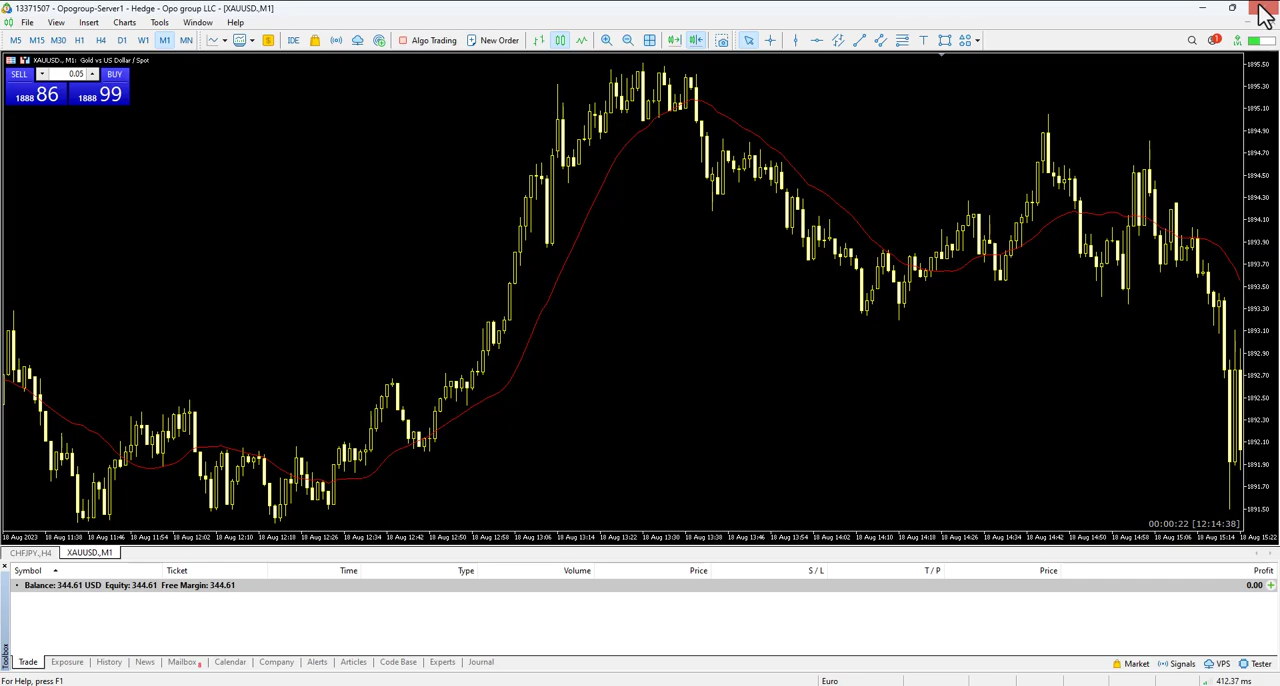 13371507 - Opogroup-Server1 - Hedge - Opo group LLC - [XAUUSD.,M1]
File View Insert Charts Tools Window Help
M5 M15 M30 H1 H4 D1 W1 M1 MN $ IDE Algo Trading New Order T 1 LVL
XAUUSD., M1: Gold vs US Dollar / Spot
SELL 0.05 BUY
1888 86 1888 99
1895.50
1895.30
1895.10
1894.90
1894.70
1894.50
1894.30
1894.10
1893.90
1893.70
1893.50
1893.30
1893.10
1892.90
1892.70
1892.50
1892.30
1892.10
1891.90
1891.70
1891.50
00:00:22 [12:14:38]
18 Aug 2023 18 Aug 11:38 18 Aug 11:46 18 Aug 11:54 18 Aug 12:02 18 Aug 12:10 18 Aug 12:18 18 Aug 12:26 18 Aug 12:34 18 Aug 12:42 18 Aug 12:50 18 Aug 12:58 18 Aug 13:06 18 Aug 13:14 18 Aug 13:22 18 Aug 13:30 18 Aug 13:38 18 Aug 13:46 18 Aug 13:54 18 Aug 14:02 18 Aug 14:10 18 Aug 14:18 18 Aug 14:26 18 Aug 14:34 18 Aug 14:42 18 Aug 14:50 18 Aug 14:58 18 Aug 15:06 18 Aug 15:14 18 Aug 15:22
CHFJPY.,H4 XAUUSD.,M1
Symbol Ticket Time Type Volume Price S / L T / P Price Profit
Balance: 344.61 USD Equity: 344.61 Free Margin: 344.61 0.00
Toolbox
Trade Exposure History News Mailbox 8 Calendar Company Alerts Articles Code Base Experts Journal Market Signals VPS Tester
For Help, press F1 Euro 412.37 ms